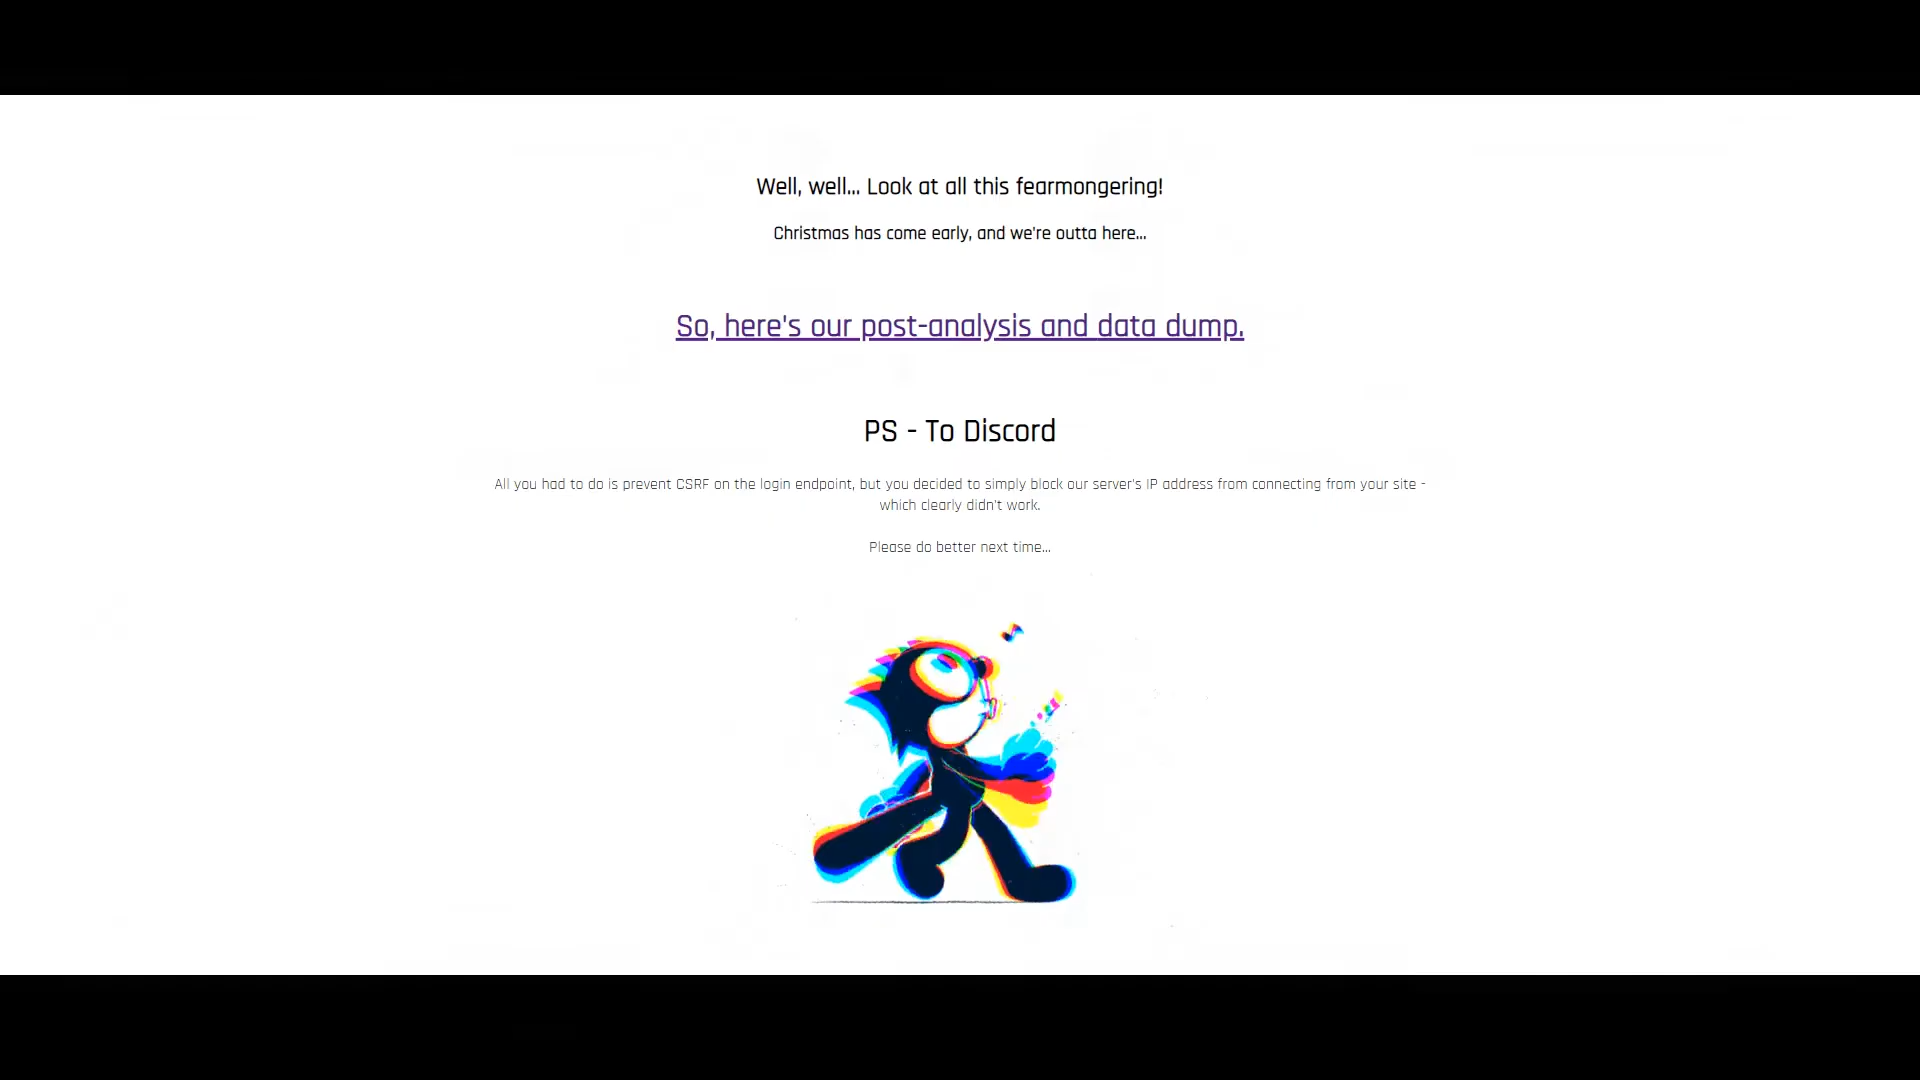 Well, well... Look at all this fearmongering!
Christmas has come early, and we're outta here...
So, here's our post-analysis and data dump.
PS - To Discord
All you had to do is prevent CSRF on the login endpoint, but you decided to simply block our server's IP address from connecting from your site -
which clearly didn't work.
Please do better next time...